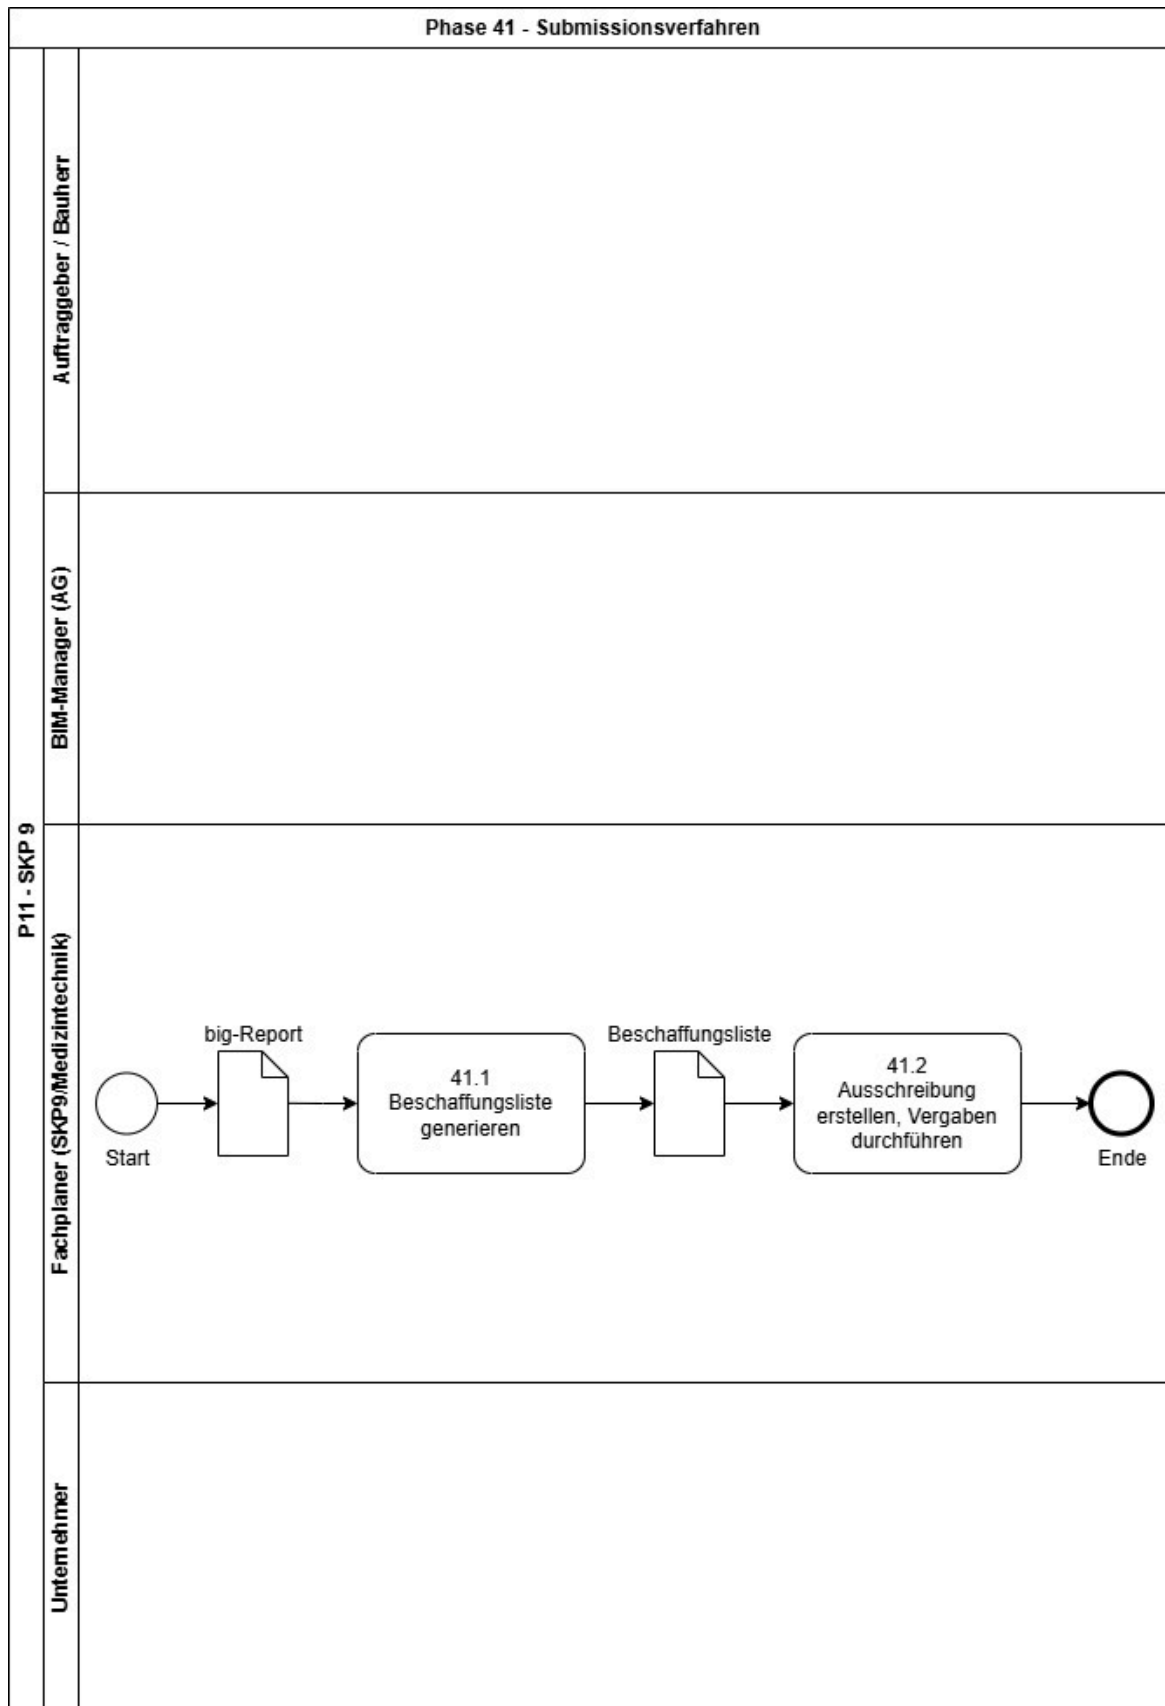 Phase 41 - Submissionsverfahren
P11 - SKP 9
Auftraggeber / Bauherr
BIM-Manager (AG)
Fachplaner (SKP9/Medizintechnik)
big-Report
41.1
Beschaffungsliste
generieren
Beschaffungsliste
41.2
Ausschreibung
erstellen, Vergaben
durchführen
Start
Ende
Unternehmer